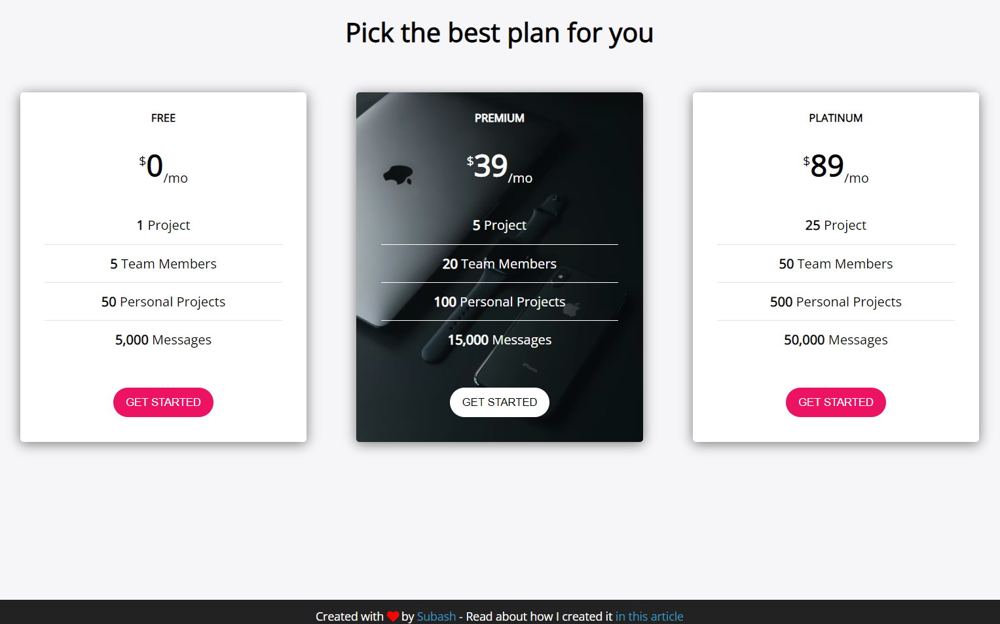 Pick the best plan for you
FREE
$0/mo
1 Project
5 Team Members
50 Personal Projects
5,000 Messages
GET STARTED
PREMIUM
$39/mo
5 Project
20 Team Members
100 Personal Projects
15,000 Messages
GET STARTED
PLATINUM
$89/mo
25 Project
50 Team Members
500 Personal Projects
50,000 Messages
GET STARTED
Created with ❤ by Subash - Read about how I created it in this article